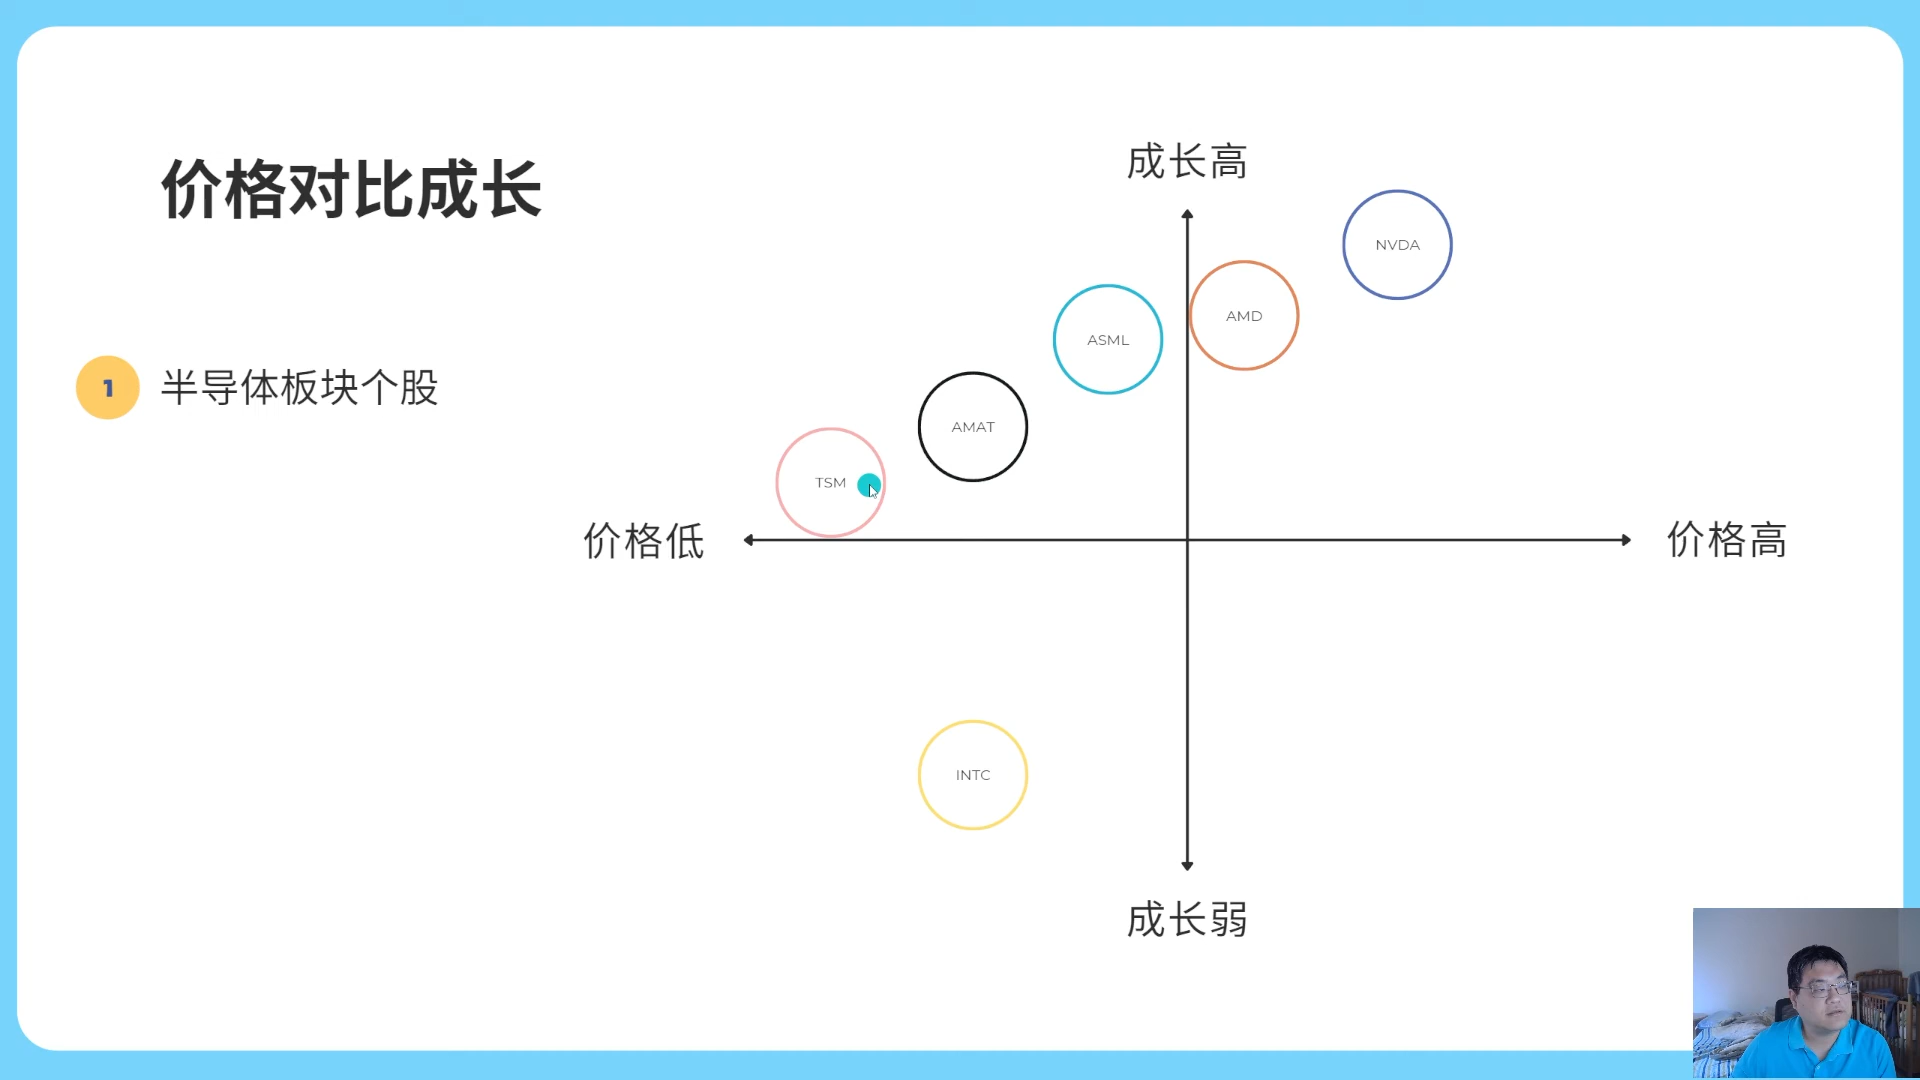 价格对比成长
1 半导体板块个股
成长高
NVDA
AMD
ASML
AMAT
TSM
价格低
价格高
INTC
成长弱